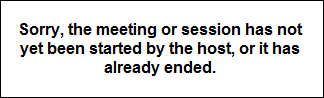 Sorry, the meeting or session has not
yet been started by the host, or it has
already ended.